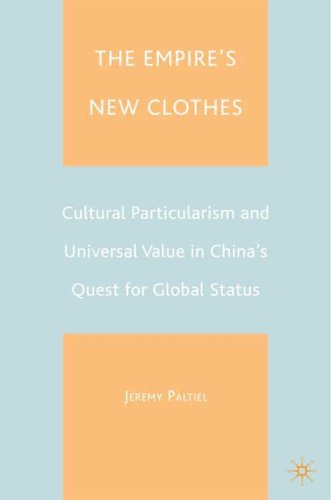 THE EMPIRE'S
NEW CLOTHES
Cultural Particularism and
Universal Value in China's
Quest for Global Status
Jeremy Paltiel